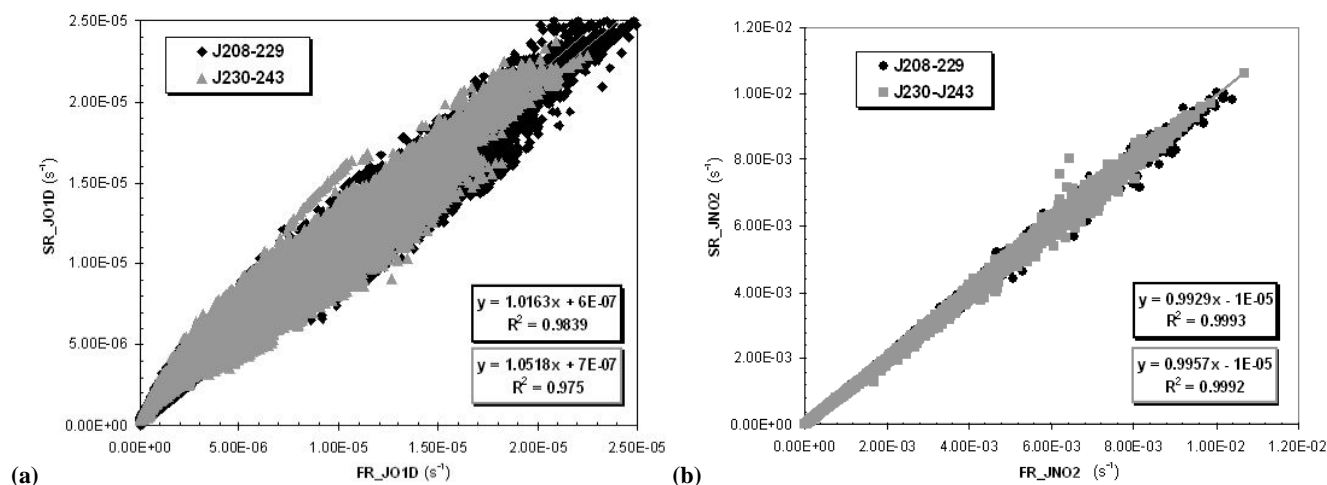 2.50E-05
2.00E-05
1.50E-05
1.00E-05
5.00E-06
0.00E+00
SR_JO1D (s⁻¹)
J208-229
J230-243
y = 1.0163x + 6E-07
R² = 0.9839
y = 1.0518x + 7E-07
R² = 0.975
0.00E+00 5.00E-06 1.00E-05 1.50E-05 2.00E-05 2.50E-05
FR_JO1D (s⁻¹)
(a)
1.20E-02
1.00E-02
8.00E-03
6.00E-03
4.00E-03
2.00E-03
0.00E+00
SR_JNO2 (s⁻¹)
J208-229
J230-J243
y = 0.9929x - 1E-05
R² = 0.9993
y = 0.9957x - 1E-05
R² = 0.9992
0.00E+00 2.00E-03 4.00E-03 6.00E-03 8.00E-03 1.00E-02 1.20E-02
FR_JNO2 (s⁻¹)
(b)